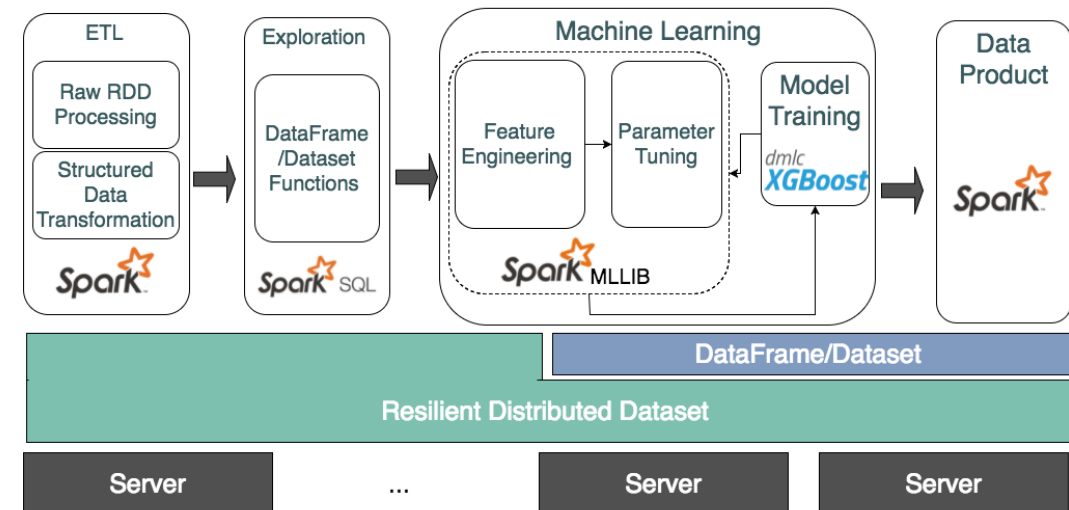 ETL
Raw RDD
Processing
Structured
Data
Transformation
Spark
Exploration
DataFrame
/Dataset
Functions
Spark SQL
Machine Learning
Feature
Engineering
Parameter
Tuning
Spark MLLIB
Model
Training
dmlc
XGBoost
Data
Product
Spark
DataFrame/Dataset
Resilient Distributed Dataset
Server
...
Server
Server